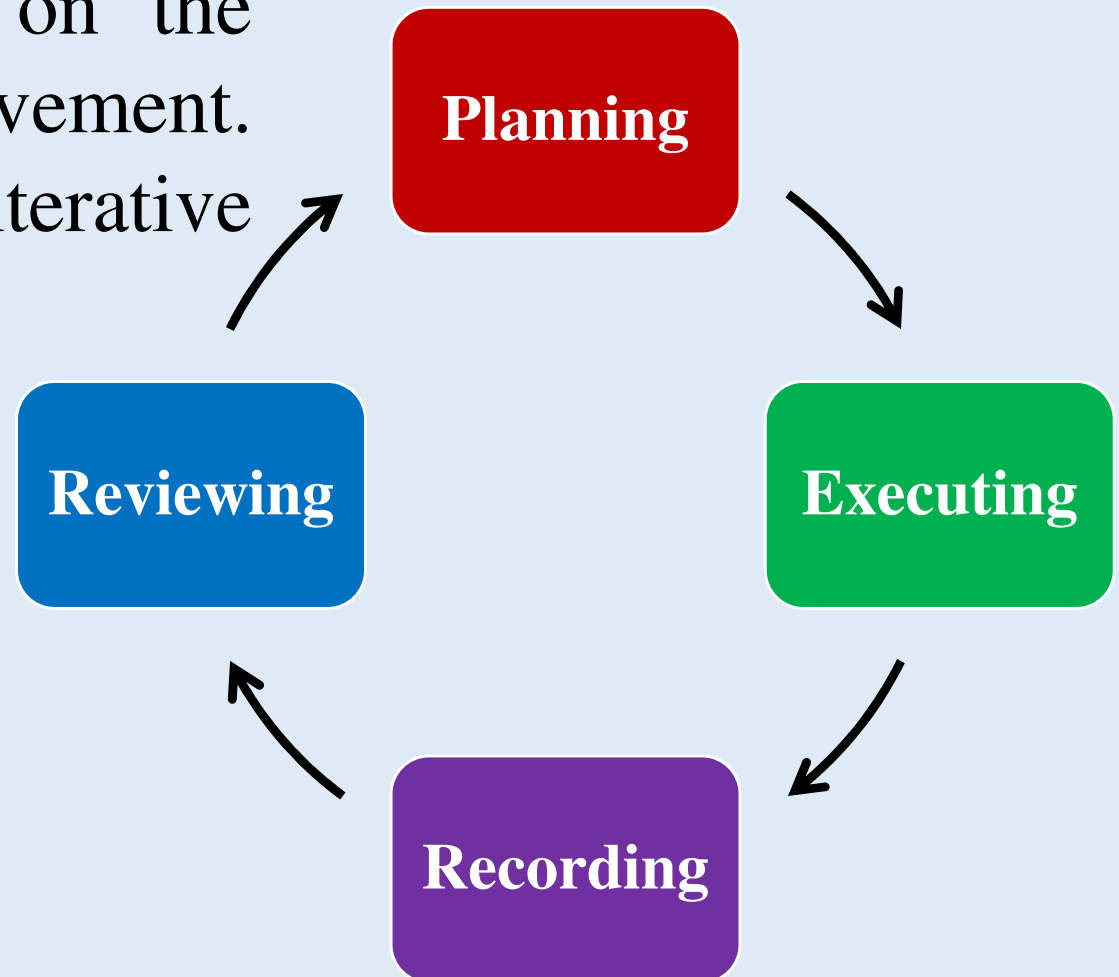 on the
vement.
terative
Planning
Reviewing
Executing
Recording